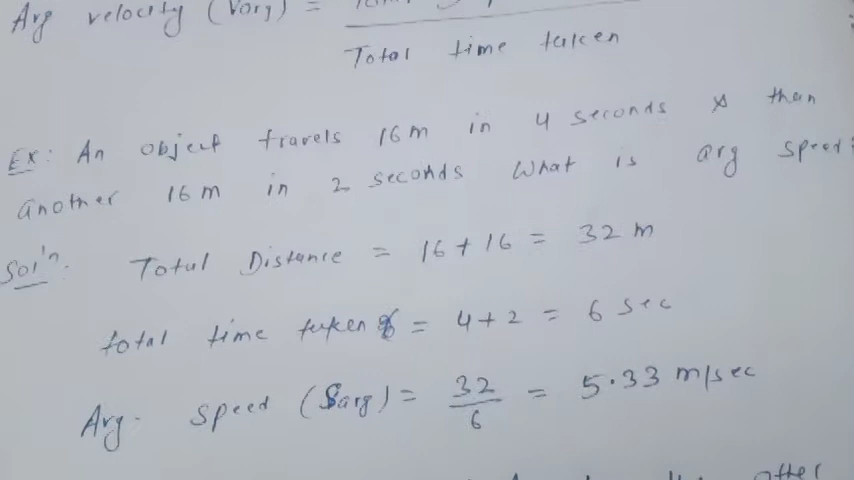 Avg velocity (Vavg) =
Total time taken
Ex: An object travels 16m in 4 seconds & than
another 16m in 2 seconds What is avg speed?
Sol'n: Total Distance = 16 + 16 = 32 m
total time taken = 4 + 2 = 6 sec
Avg. speed (Savg) = 32/6 = 5.33 m/sec
after